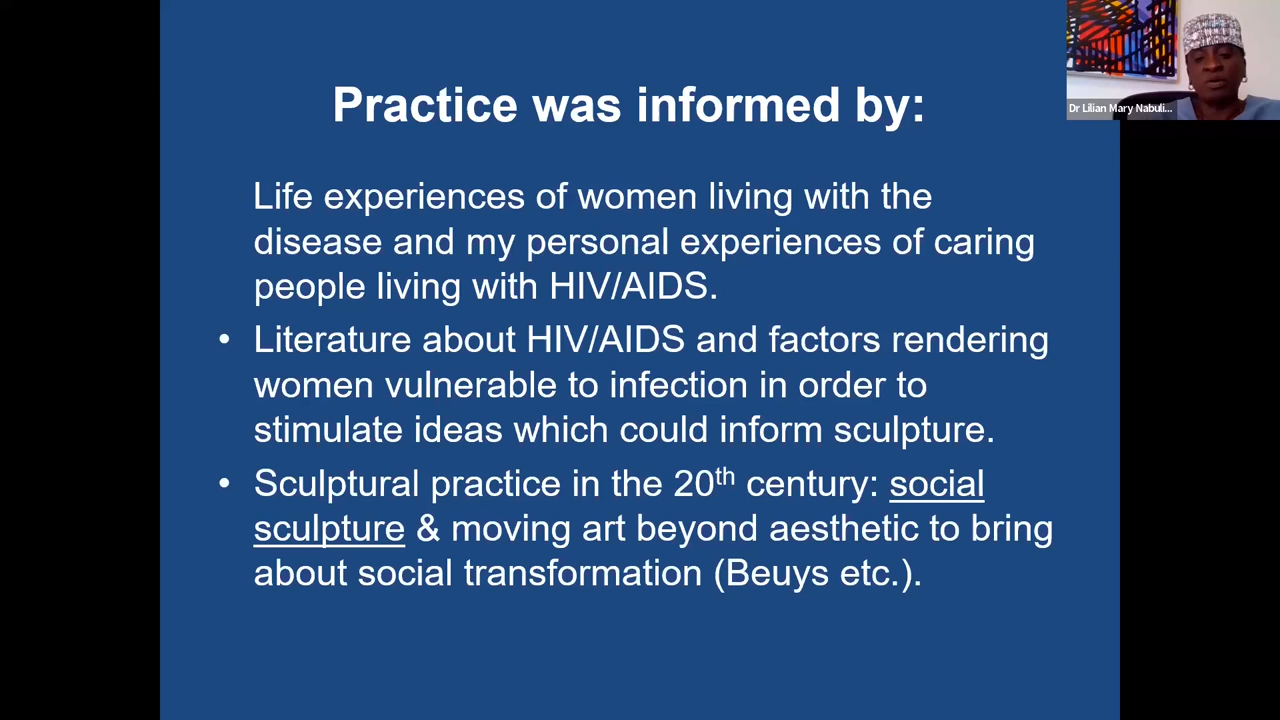 Practice was informed by:
Dr Lilian Mary Nabuli...
Life experiences of women living with the
disease and my personal experiences of caring
people living with HIV/AIDS.
• Literature about HIV/AIDS and factors rendering
women vulnerable to infection in order to
stimulate ideas which could inform sculpture.
• Sculptural practice in the 20th century: social
sculpture & moving art beyond aesthetic to bring
about social transformation (Beuys etc.).